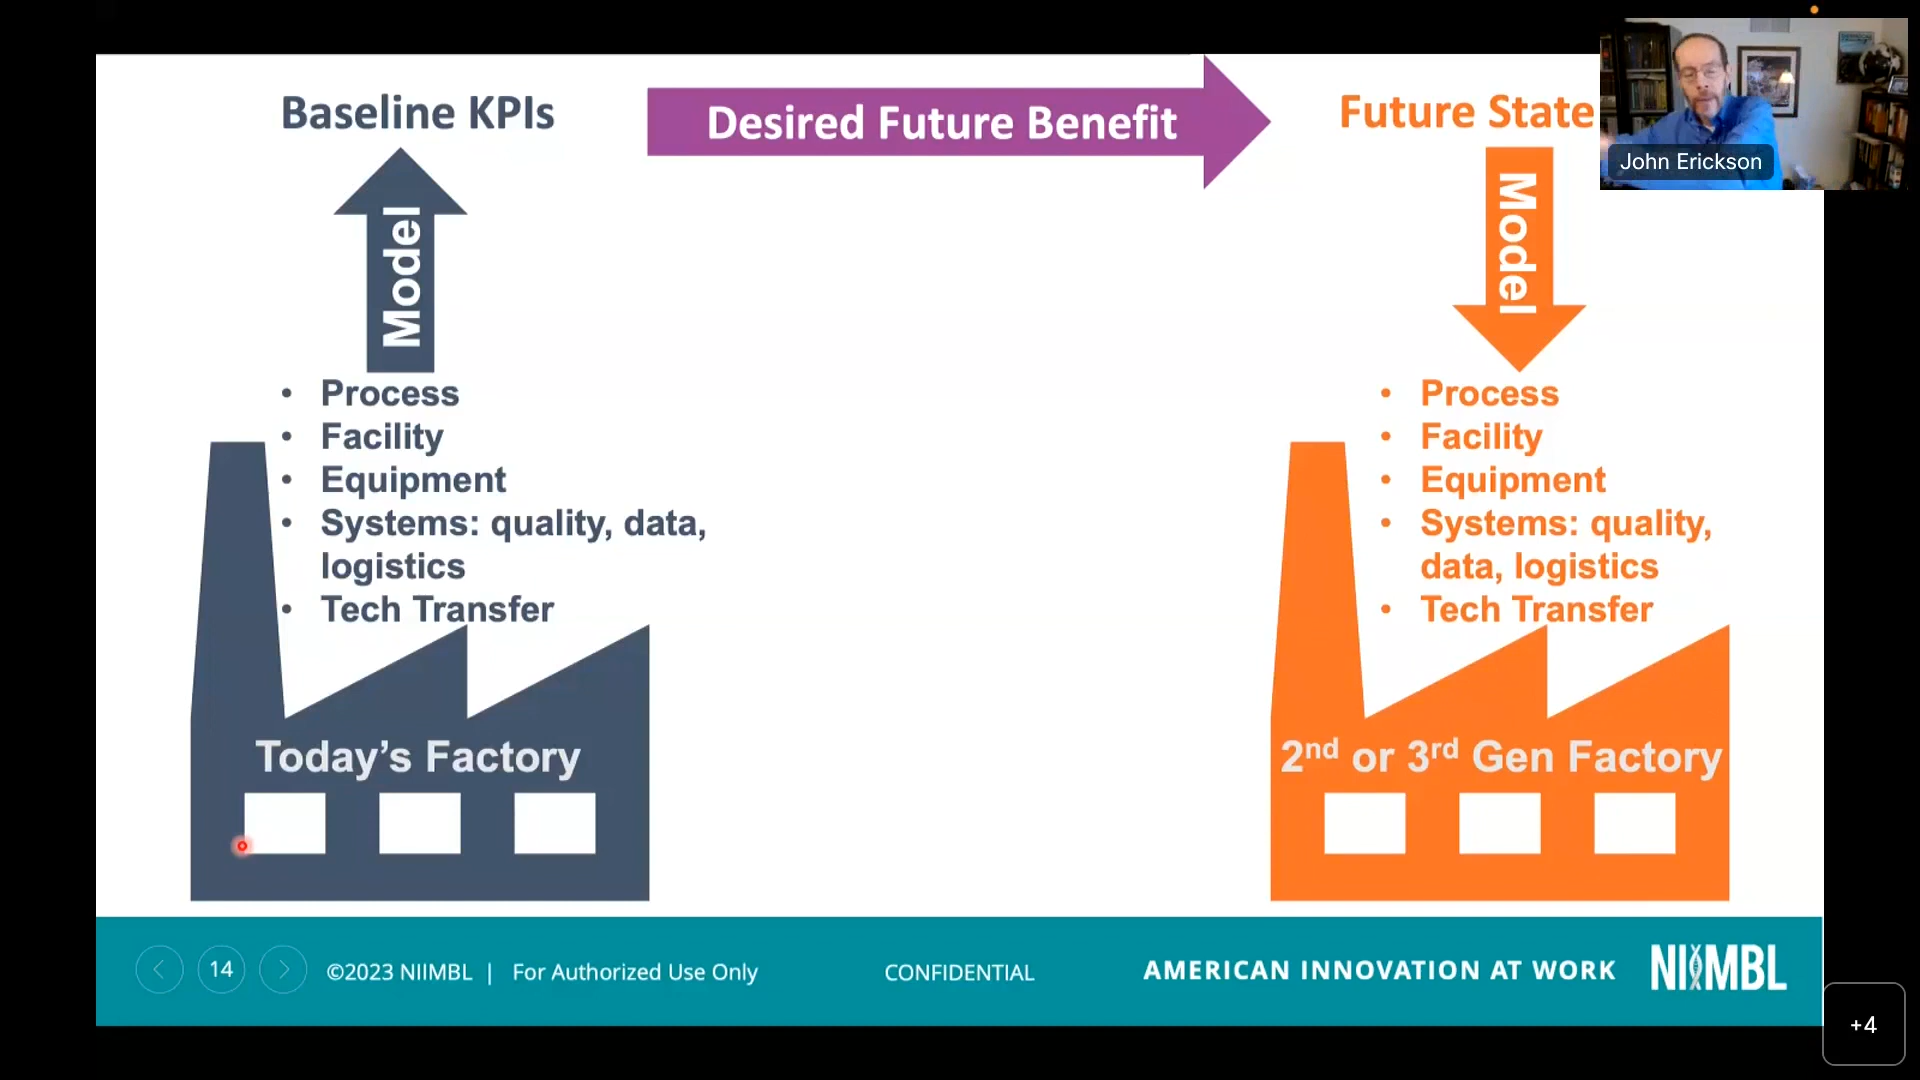 Baseline KPIs
Desired Future Benefit
Future State
John Erickson
Model
Model
• Process
• Facility
• Equipment
• Systems: quality, data,
logistics
• Tech Transfer
• Process
• Facility
• Equipment
• Systems: quality,
data, logistics
• Tech Transfer
Today’s Factory
2nd or 3rd Gen Factory
14
©2023 NIIMBL | For Authorized Use Only
CONFIDENTIAL
AMERICAN INNOVATION AT WORK
NIIMBL
+4